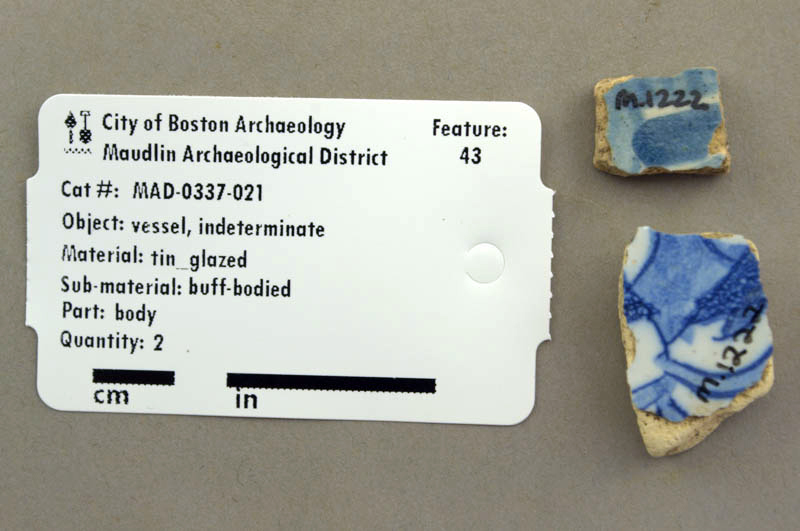 City of Boston Archaeology
Maudlin Archaeological District
Feature:
43
Cat #: MAD-0337-021
Object: vessel, indeterminate
Material: tin_glazed
Sub-material: buff-bodied
Part: body
Quantity: 2
cm
in
M.1222
M.1222